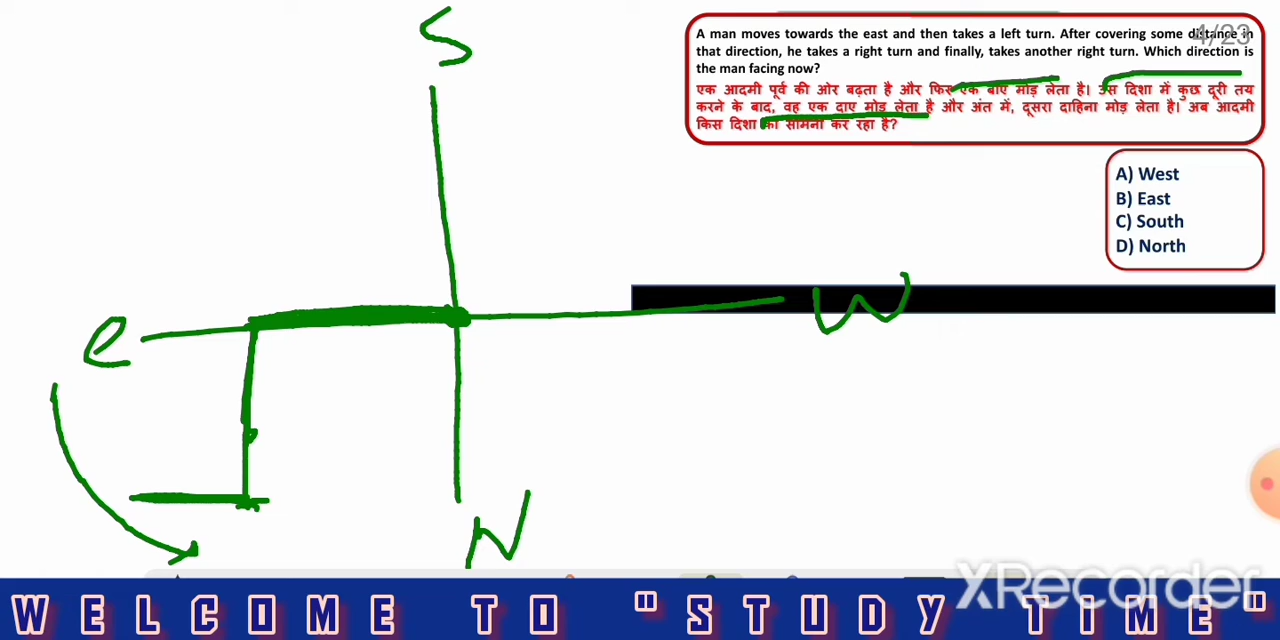 S
4/23
A man moves towards the east and then takes a left turn. After covering some distance in
that direction, he takes a right turn and finally, takes another right turn. Which direction is
the man facing now?
एक आदमी पूर्व की ओर बढ़ता है और फिर एक बाएं मोड़ लेता है। उस दिशा में कुछ दूरी तय
करने के बाद, वह एक दाए मोड़ लेता है और अंत में, दूसरा दाहिना मोड़ लेता है। अब आदमी
किस दिशा का सामना कर रहा है?
A) West
B) East
C) South
D) North
e
W
N
XRecorder
WELCOME TO "STUDY TIME"